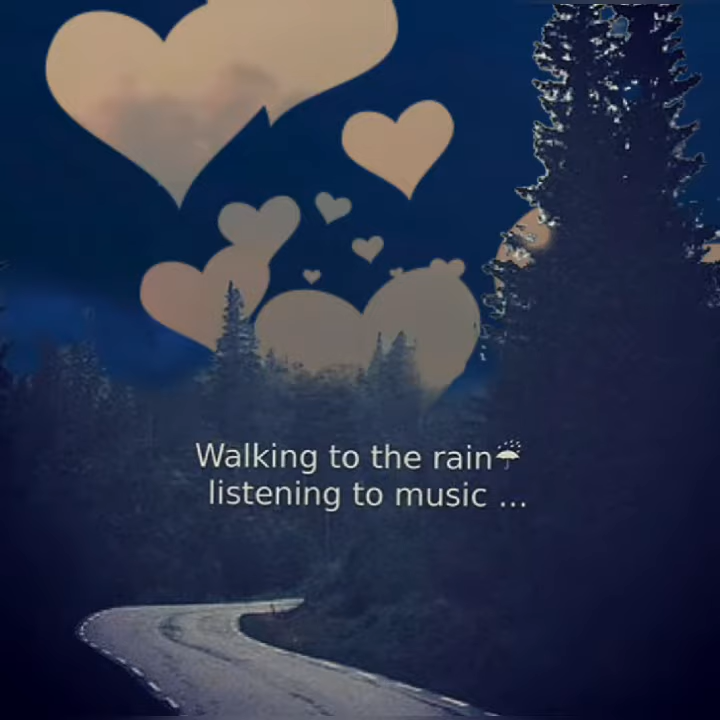 Walking to the rain☔
listening to music ...